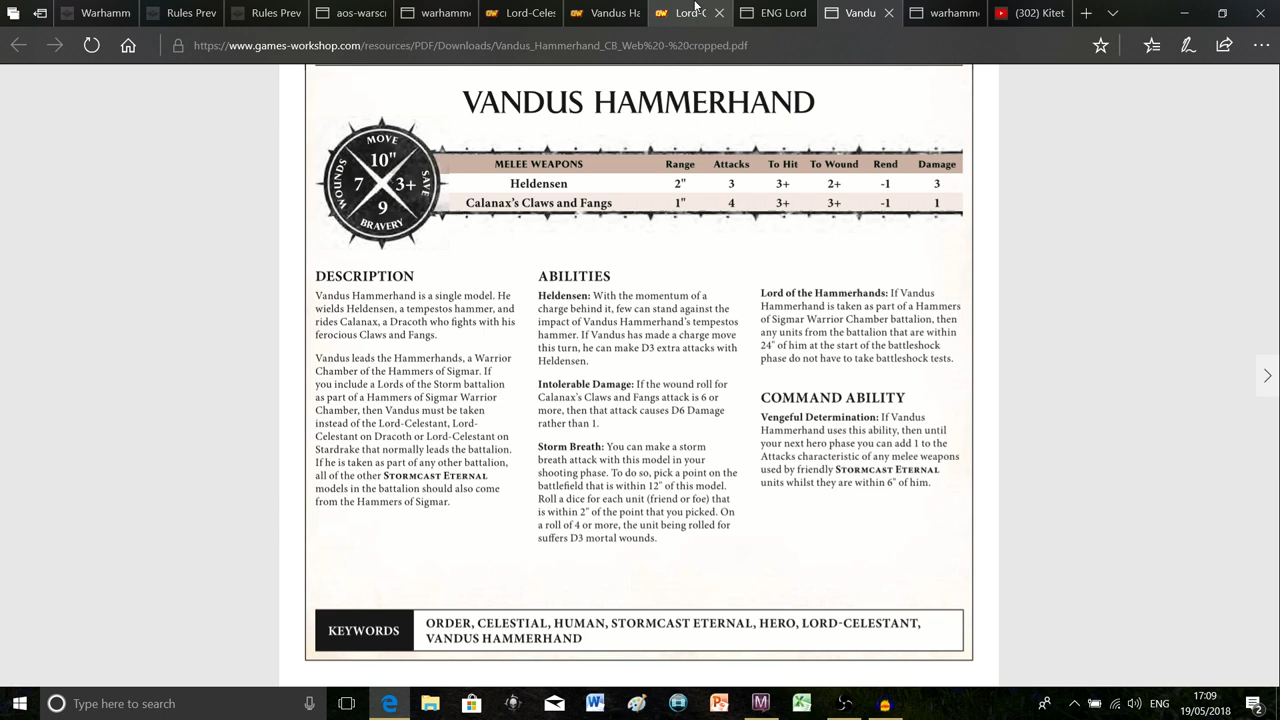 Warhamm
Rules Prev
Rules Prev
aos-warscr
warhamm
Lord-Celes
Vandus Ha
Lord-C
ENG Lord
Vandu
warhamm
(302) Kitet
https://www.games-workshop.com/resources/PDF/Downloads/Vandus_Hammerhand_CB_Web%20-%20cropped.pdf
VANDUS HAMMERHAND
MOVE
10"
WOUNDS 7 3+ SAVE
9
BRAVERY
MELEE WEAPONS Range Attacks To Hit To Wound Rend Damage
Heldensen 2" 3 3+ 2+ -1 3
Calanax's Claws and Fangs 1" 4 3+ 3+ -1 1
DESCRIPTION
Vandus Hammerhand is a single model. He
wields Heldensen, a tempestos hammer, and
rides Calanax, a Dracoth who fights with his
ferocious Claws and Fangs.
Vandus leads the Hammerhands, a Warrior
Chamber of the Hammers of Sigmar. If
you include a Lords of the Storm battalion
as part of a Hammers of Sigmar Warrior
Chamber, then Vandus must be taken
instead of the Lord-Celestant, Lord-
Celestant on Dracoth or Lord-Celestant on
Stardrake that normally leads the battalion.
If he is taken as part of any other battalion,
all of the other STORMCAST ETERNAL
models in the battalion should also come
from the Hammers of Sigmar.
ABILITIES
Heldensen: With the momentum of a
charge behind it, few can stand against the
impact of Vandus Hammerhand's tempestos
hammer. If Vandus has made a charge move
this turn, he can make D3 extra attacks with
Heldensen.
Intolerable Damage: If the wound roll for
Calanax's Claws and Fangs attack is 6 or
more, then that attack causes D6 Damage
rather than 1.
Storm Breath: You can make a storm
breath attack with this model in your
shooting phase. To do so, pick a point on the
battlefield that is within 12" of this model.
Roll a dice for each unit (friend or foe) that
is within 2" of the point that you picked. On
a roll of 4 or more, the unit being rolled for
suffers D3 mortal wounds.
Lord of the Hammerhands: If Vandus
Hammerhand is taken as part of a Hammers
of Sigmar Warrior Chamber battalion, then
any units from the battalion that are within
24" of him at the start of the battleshock
phase do not have to take battleshock tests.
COMMAND ABILITY
Vengeful Determination: If Vandus
Hammerhand uses this ability, then until
your next hero phase you can add 1 to the
Attacks characteristic of any melee weapons
used by friendly STORMCAST ETERNAL
units whilst they are within 6" of him.
KEYWORDS
ORDER, CELESTIAL, HUMAN, STORMCAST ETERNAL, HERO, LORD-CELESTANT,
VANDUS HAMMERHAND
Type here to search
ENG
17:09
19/05/2018
2